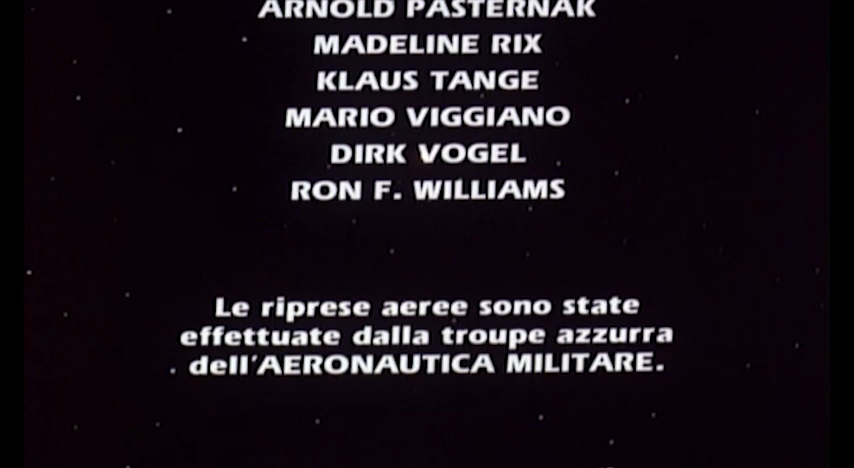 ARNOLD PASTERNAK
MADELINE RIX
KLAUS TANGE
MARIO VIGGIANO
DIRK VOGEL
RON F. WILLIAMS
Le riprese aeree sono state
effettuate dalla troupe azzurra
dell'AERONAUTICA MILITARE.